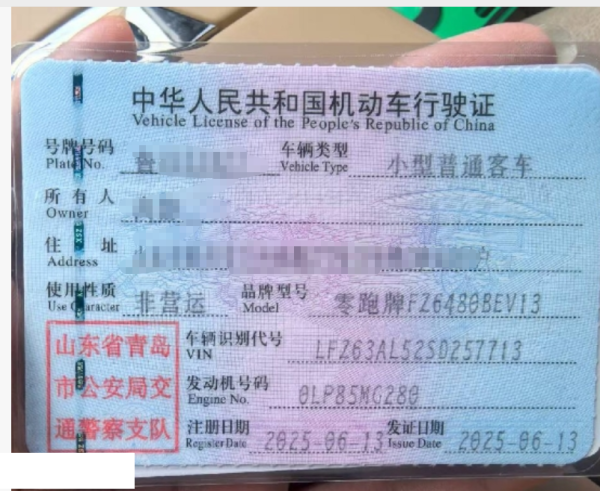 中华人民共和国机动车行驶证
Vehicle License of the People's Republic of China
号牌号码 车辆类型 小型普通客车
Plate No. Vehicle Type
所有人
Owner
住址
Address
使用性质 非营运 品牌型号 零跑牌FZ6480BEV13
Use Character Model
山东省青岛
市公安局交
通警察支队
车辆识别代号 LFZ63AL52SD257713
VIN
发动机号码 0LP85MG280
Engine No.
注册日期 2025-06-13 发证日期 2025-06-13
Register Date Issue Date